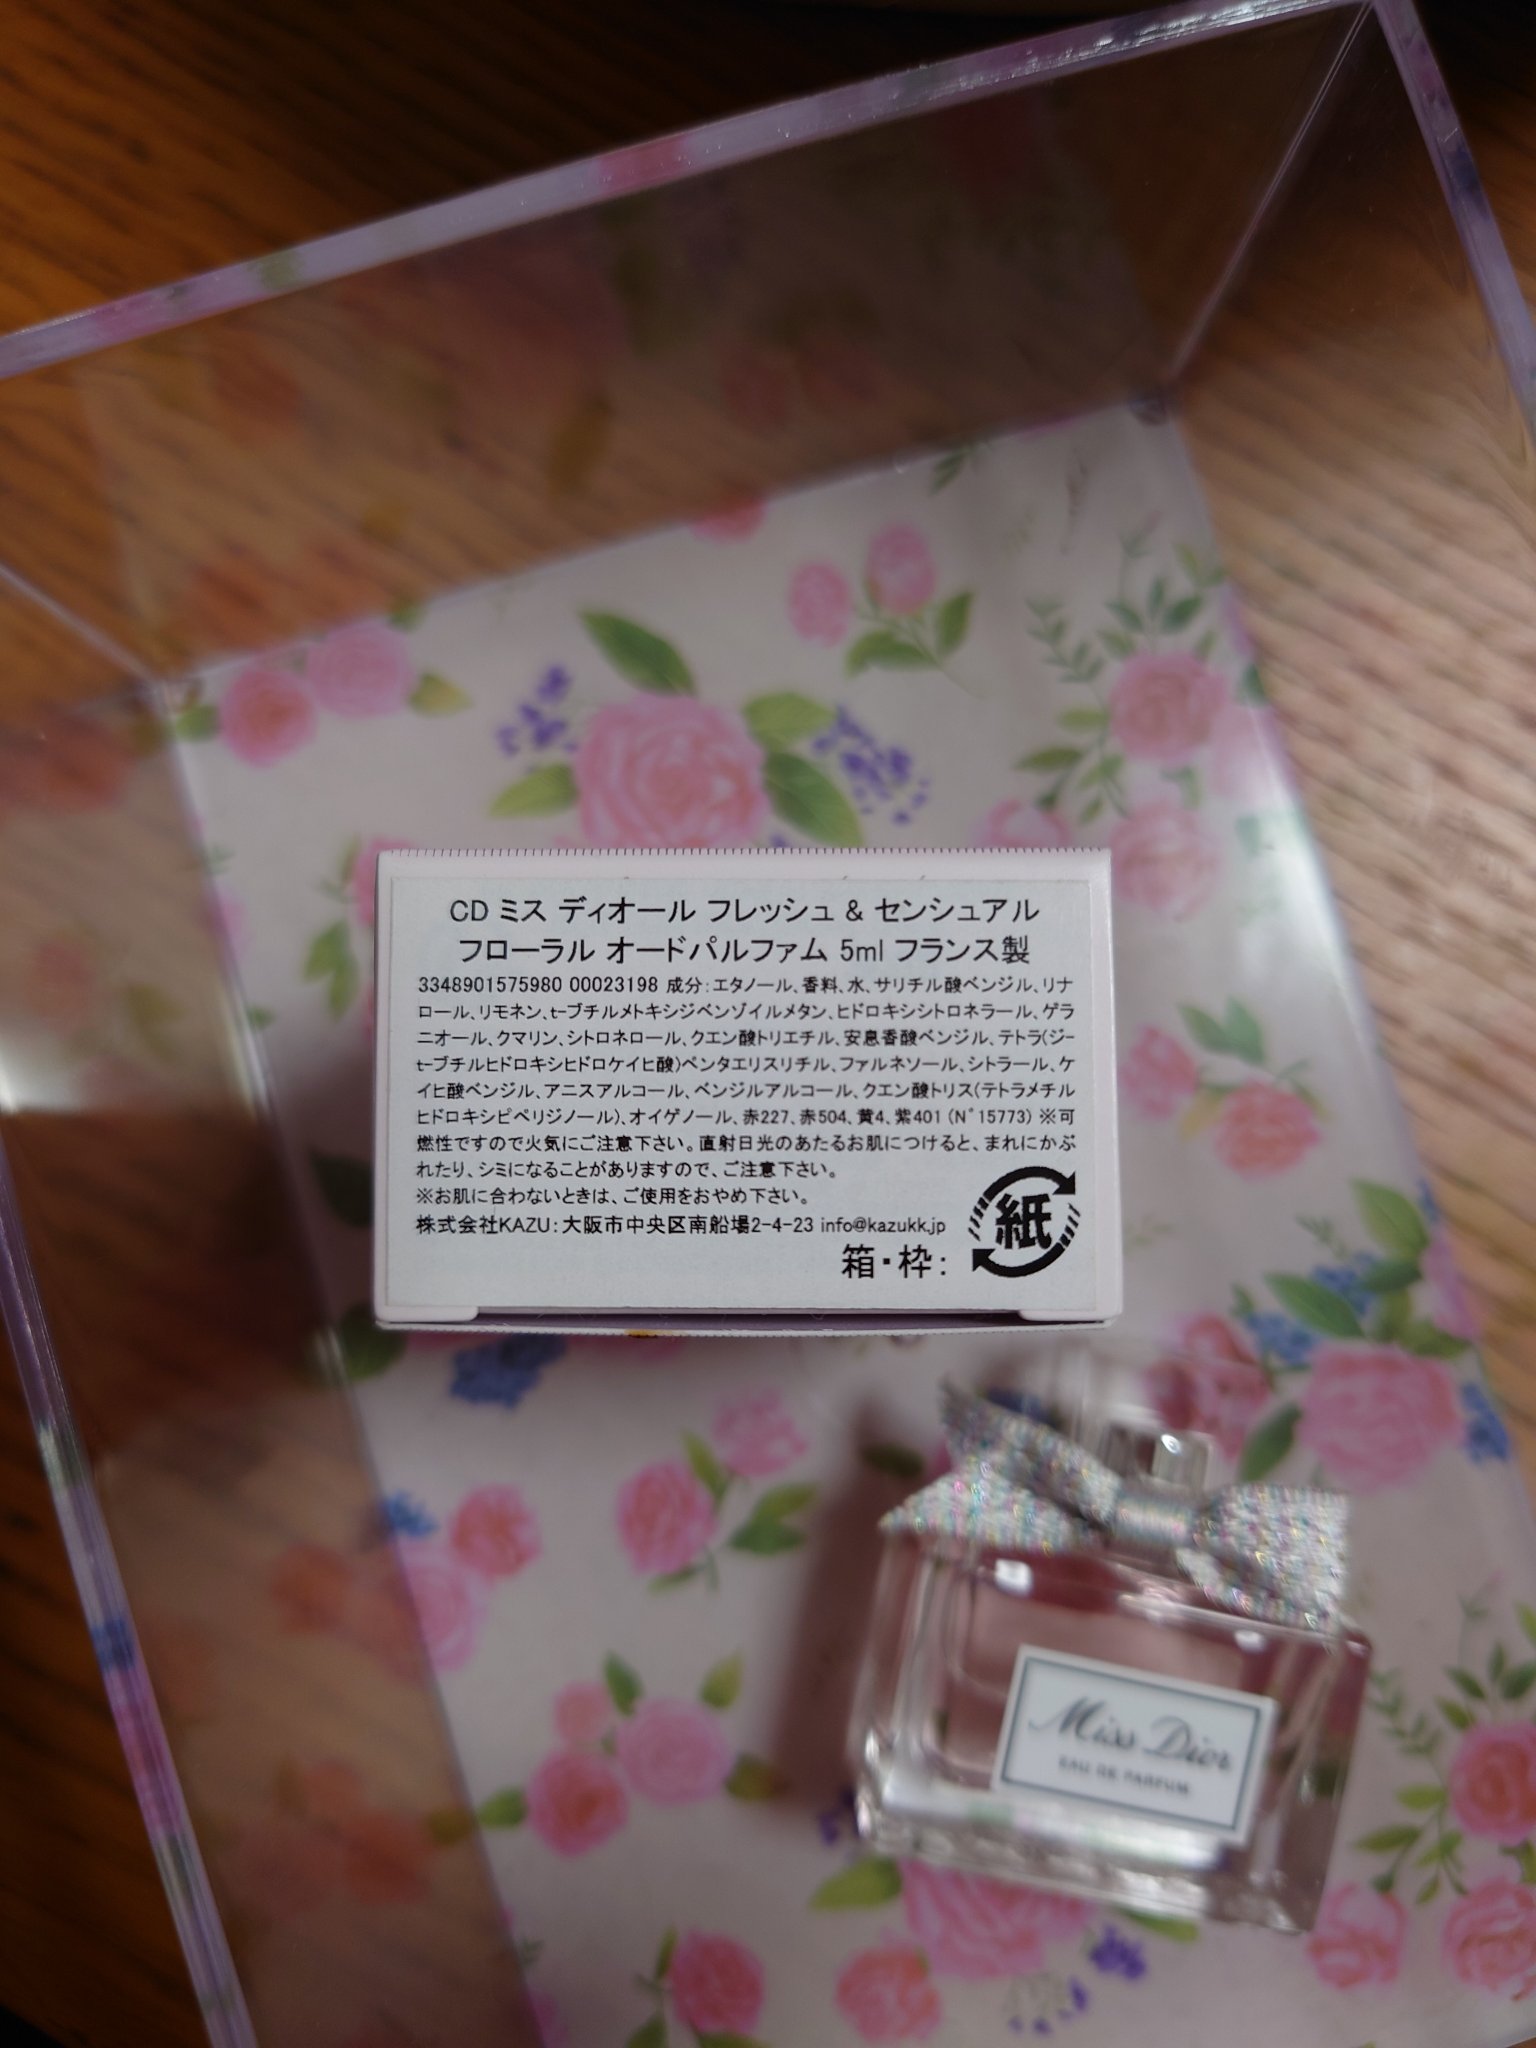 CD ミス ディオール フレッシュ & センシュアル
フローラル オードパルファム 5ml フランス製
3348901575980 00023198 成分：エタノール、香料、水、サリチル酸ベンジル、リナ
ロール、リモネン、t-ブチルメトキシジベンゾイルメタン、ヒドロキシシトロネラール、ゲラ
ニオール、クマリン、シトロネロール、クエン酸トリエチル、安息香酸ベンジル、テトラ(ジ-
t-ブチルヒドロキシヒドロケイヒ酸)ペンタエリスリチル、ファルネソール、シトラール、ケ
イヒ酸ベンジル、アニスアルコール、ベンジルアルコール、クエン酸トリス(テトラメチル
ヒドロキシピペリジノール)、オイゲノール、赤227、赤504、黄4、紫401 (N°15773) ※可
燃性ですので火気にご注意下さい。直射日光のあたるお肌につけると、まれにかぶ
れたり、シミになることがありますので、ご注意下さい。
※お肌に合わないときは、ご使用をおやめ下さい。
株式会社KAZU：大阪市中央区南船場2-4-23 info@kazukk.jp
箱・枠：
紙
Miss Dior
EAU DE PARFUM